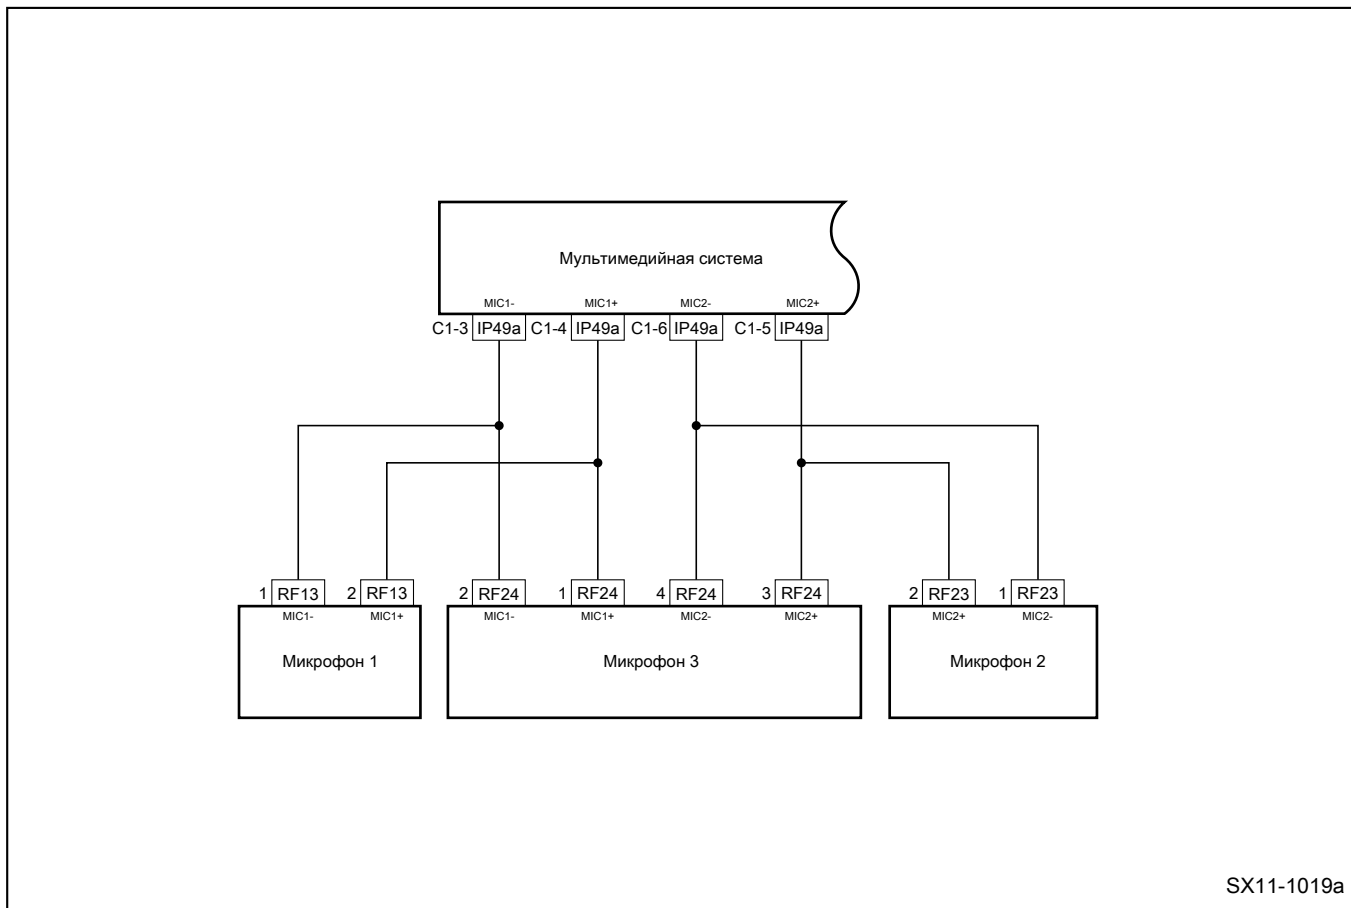 Мультимедийная система
MIC1- MIC1+ MIC2- MIC2+
C1-3 IP49a C1-4 IP49a C1-6 IP49a C1-5 IP49a
1 RF13 2 RF13 2 RF24 1 RF24 4 RF24 3 RF24 2 RF23 1 RF23
MIC1- MIC1+ MIC1- MIC1+ MIC2- MIC2+ MIC2+ MIC2-
Микрофон 1 Микрофон 3 Микрофон 2
SX11-1019a